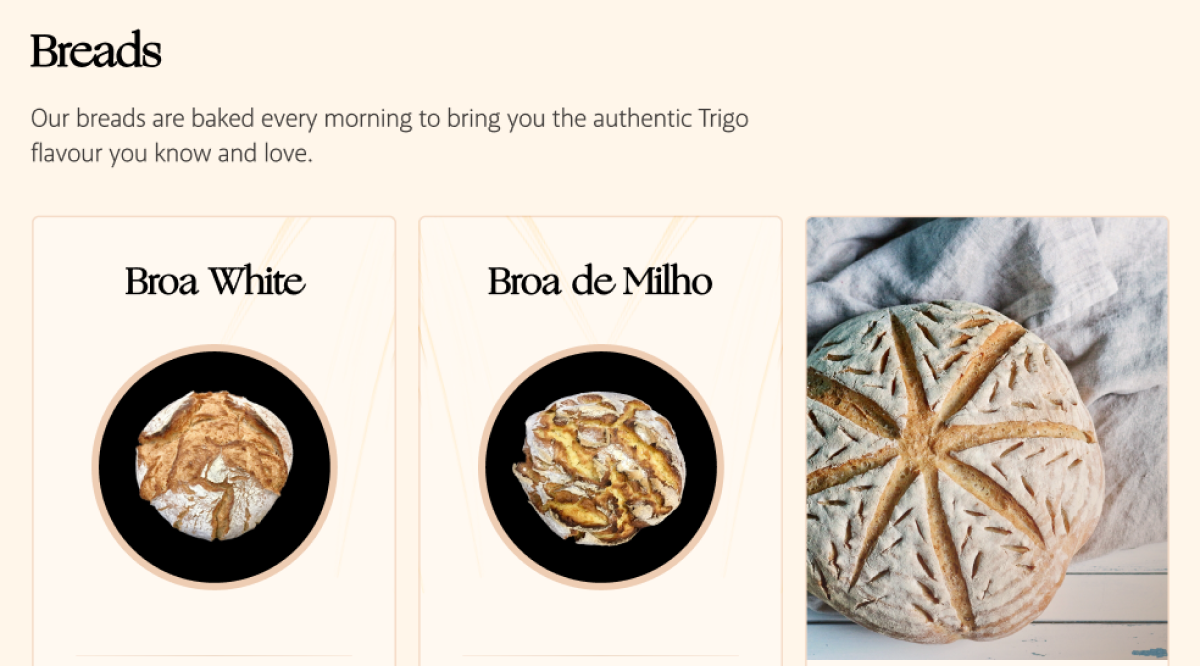 Breads
Our breads are baked every morning to bring you the authentic Trigo
flavour you know and love.
Broa White
Broa de Milho